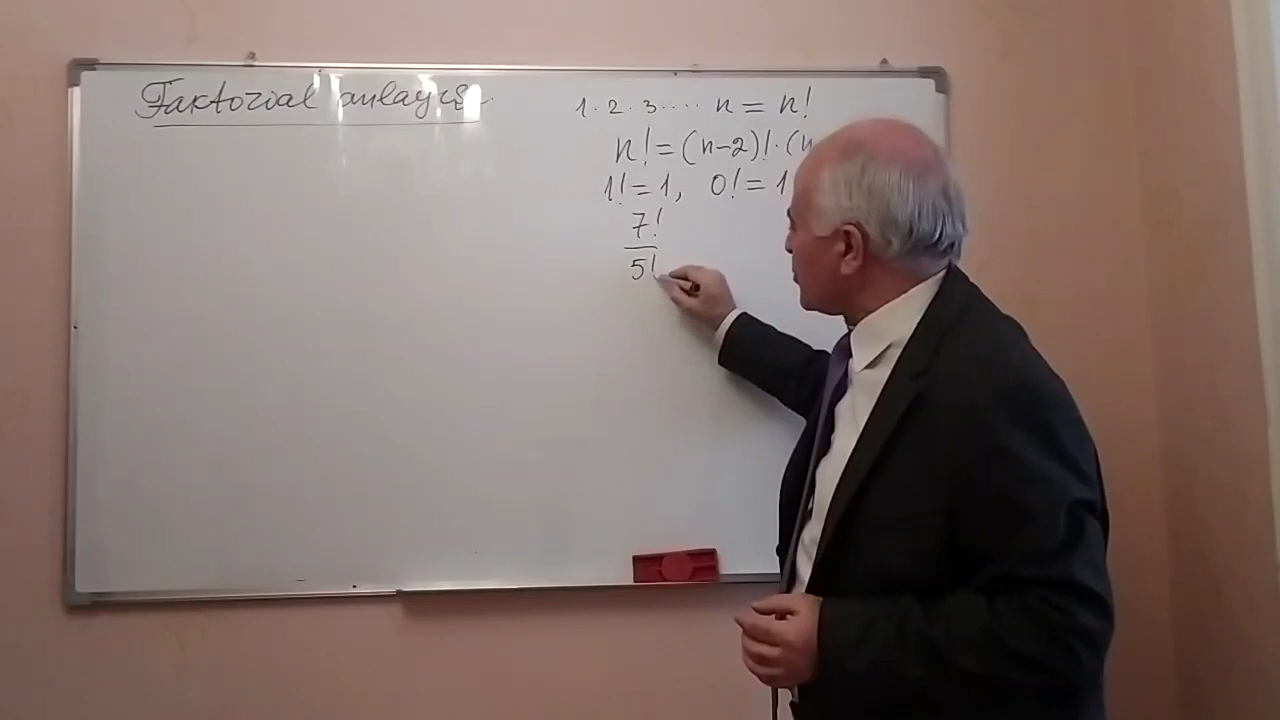 Faktorial anlayışı.
1·2·3···· n = n!
n! = (n-2)!·(n
1! = 1, 0! = 1
7!
5!